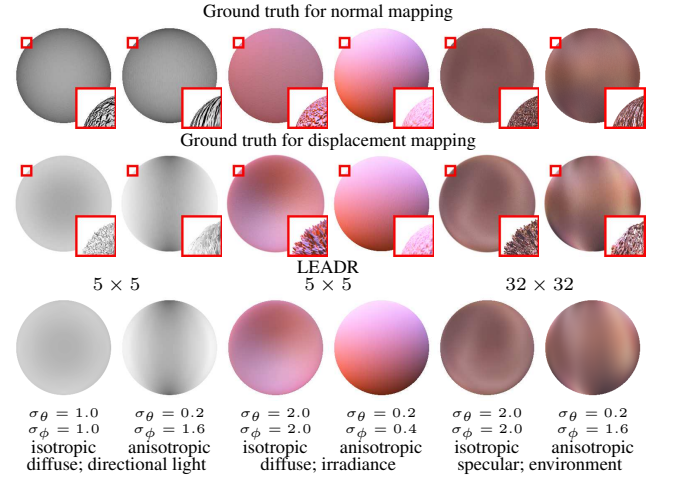 Ground truth for normal mapping
Ground truth for displacement mapping
LEADR
5 × 5 5 × 5 32 × 32
σθ = 1.0 σθ = 0.2 σθ = 2.0 σθ = 0.2 σθ = 2.0 σθ = 0.2
σϕ = 1.0 σϕ = 1.6 σϕ = 2.0 σϕ = 0.4 σϕ = 2.0 σϕ = 1.6
isotropic anisotropic isotropic anisotropic isotropic anisotropic
diffuse; directional light diffuse; irradiance specular; environment